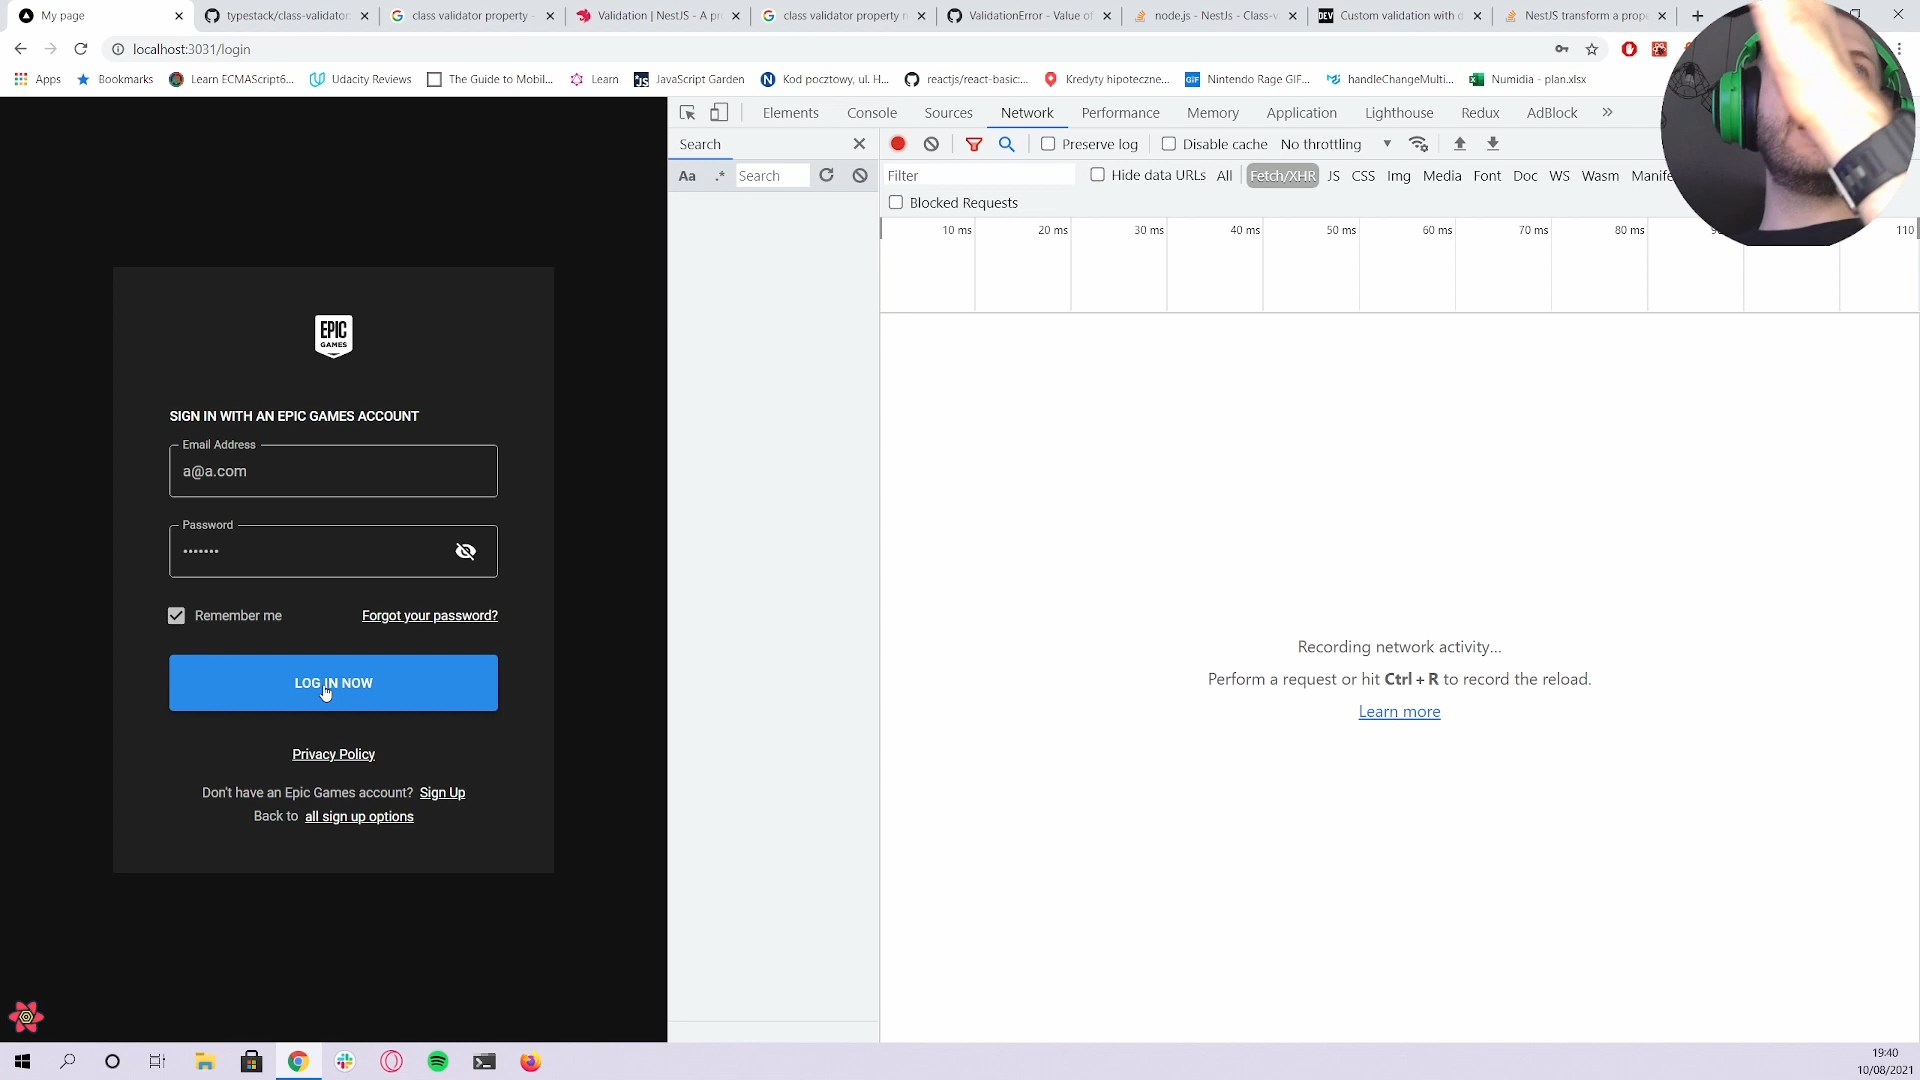 My page
typestack/class-validator:
class validator property -
Validation | NestJS - A pr
class validator property n
ValidationError - Value of
node.js - NestJs - Class-v
DEV Custom validation with d
NestJS transform a prope
localhost:3031/login
Apps
Bookmarks
Learn ECMAScript6...
Udacity Reviews
The Guide to Mobil...
Learn
JavaScript Garden
Kod pocztowy, ul. H...
reactjs/react-basic:...
Kredyty hipoteczne...
GIF Nintendo Rage GIF...
handleChangeMulti...
Numidia - plan.xlsx
Elements
Console
Sources
Network
Performance
Memory
Application
Lighthouse
Redux
AdBlock
Search
Preserve log
Disable cache
No throttling
Aa
.*
Search
Filter
Hide data URLs
All
Fetch/XHR
JS
CSS
Img
Media
Font
Doc
WS
Wasm
Manife
Blocked Requests
10 ms
20 ms
30 ms
40 ms
50 ms
60 ms
70 ms
80 ms
110
EPIC
GAMES
SIGN IN WITH AN EPIC GAMES ACCOUNT
Email Address
a@a.com
Password
•••••••
Remember me
Forgot your password?
LOG IN NOW
Privacy Policy
Don't have an Epic Games account? Sign Up
Back to all sign up options
Recording network activity...
Perform a request or hit Ctrl + R to record the reload.
Learn more
19:40
10/08/2021